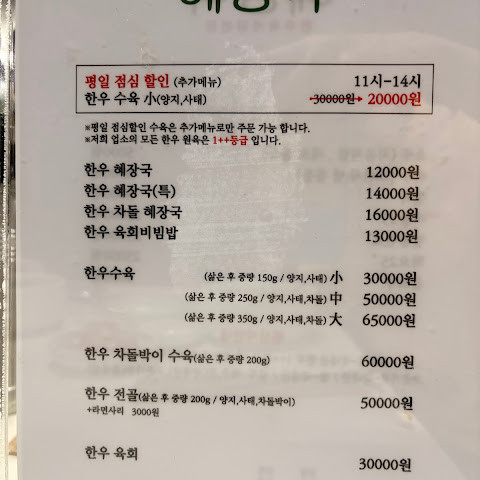 평일 점심 할인 (추가메뉴) 11시-14시
한우 수육 小(양지,사태) 30000원 20000원
※평일 점심할인 수육은 추가메뉴로만 주문 가능 합니다.
※저희 업소의 모든 한우 원육은 1++등급 입니다.
한우 혜장국 12000원
한우 혜장국(특) 14000원
한우 차돌 혜장국 16000원
한우 육회비빔밥 13000원
한우수육 (삶은 후 중량 150g / 양지,사태) 小 30000원
(삶은 후 중량 250g / 양지,사태,차돌) 中 50000원
(삶은 후 중량 350g / 양지,사태,차돌) 大 65000원
한우 차돌박이 수육(삶은 후 중량 200g) 60000원
한우 전골(삶은 후 중량 200g / 양지,사태,차돌박이) 50000원
+라면사리 3000원
한우 육회 30000원